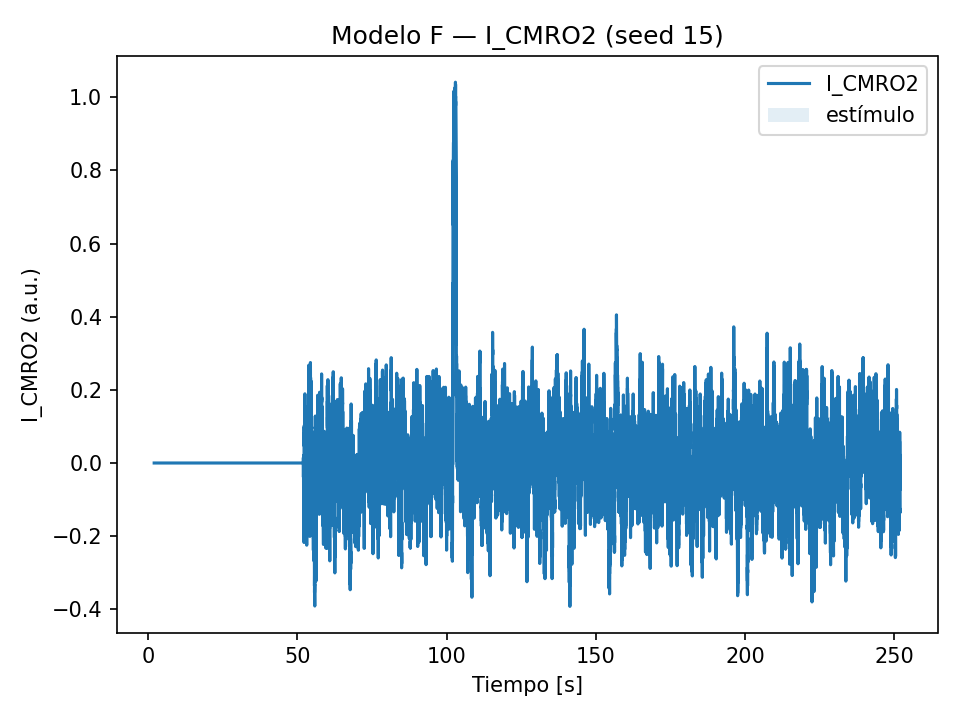 Modelo F — I_CMRO2 (seed 15)
I_CMRO2
estímulo
I_CMRO2 (a.u.)
1.0
0.8
0.6
0.4
0.2
0.0
−0.2
−0.4
0 50 100 150 200 250
Tiempo [s]